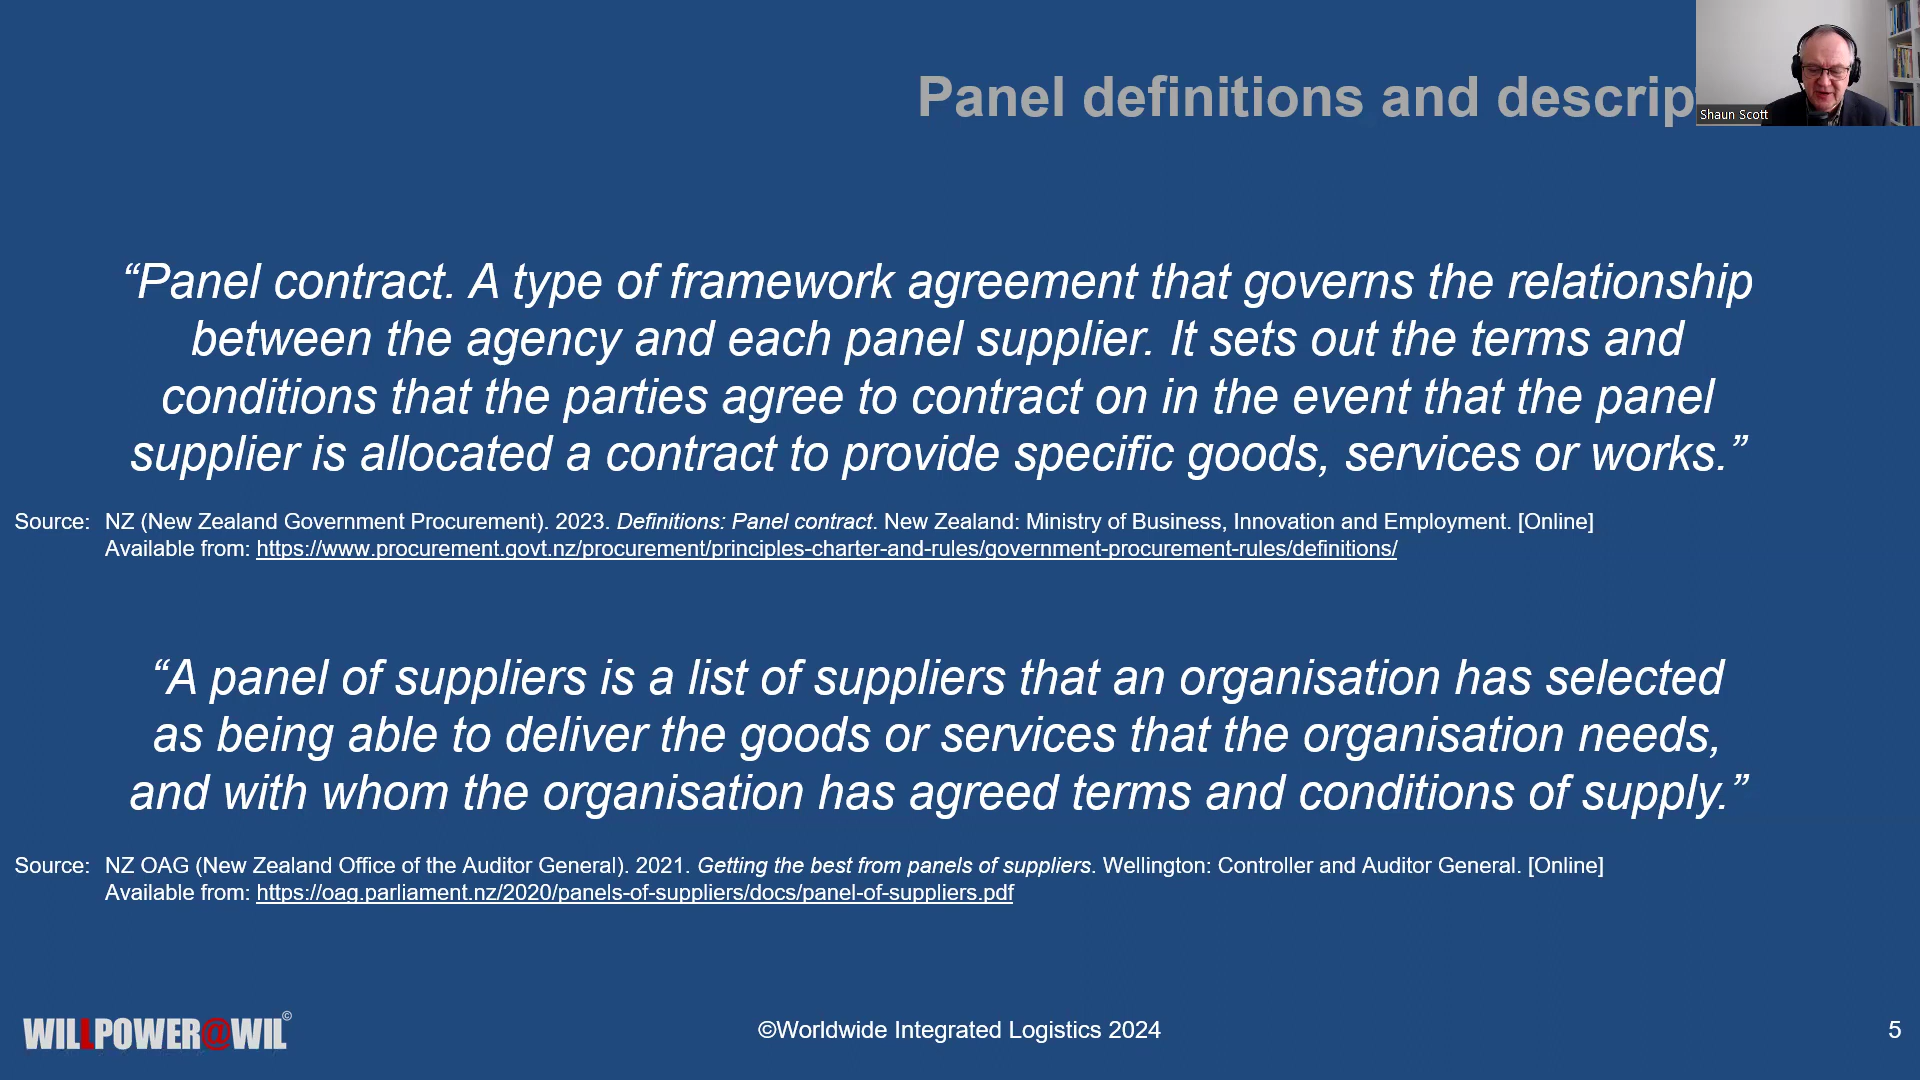 Panel definitions and descrip
Shaun Scott
“Panel contract. A type of framework agreement that governs the relationship
between the agency and each panel supplier. It sets out the terms and
conditions that the parties agree to contract on in the event that the panel
supplier is allocated a contract to provide specific goods, services or works.”
Source: NZ (New Zealand Government Procurement). 2023. Definitions: Panel contract. New Zealand: Ministry of Business, Innovation and Employment. [Online]
Available from: https://www.procurement.govt.nz/procurement/principles-charter-and-rules/government-procurement-rules/definitions/
“A panel of suppliers is a list of suppliers that an organisation has selected
as being able to deliver the goods or services that the organisation needs,
and with whom the organisation has agreed terms and conditions of supply.”
Source: NZ OAG (New Zealand Office of the Auditor General). 2021. Getting the best from panels of suppliers. Wellington: Controller and Auditor General. [Online]
Available from: https://oag.parliament.nz/2020/panels-of-suppliers/docs/panel-of-suppliers.pdf
WILLPOWER@WIL©
©Worldwide Integrated Logistics 2024
5